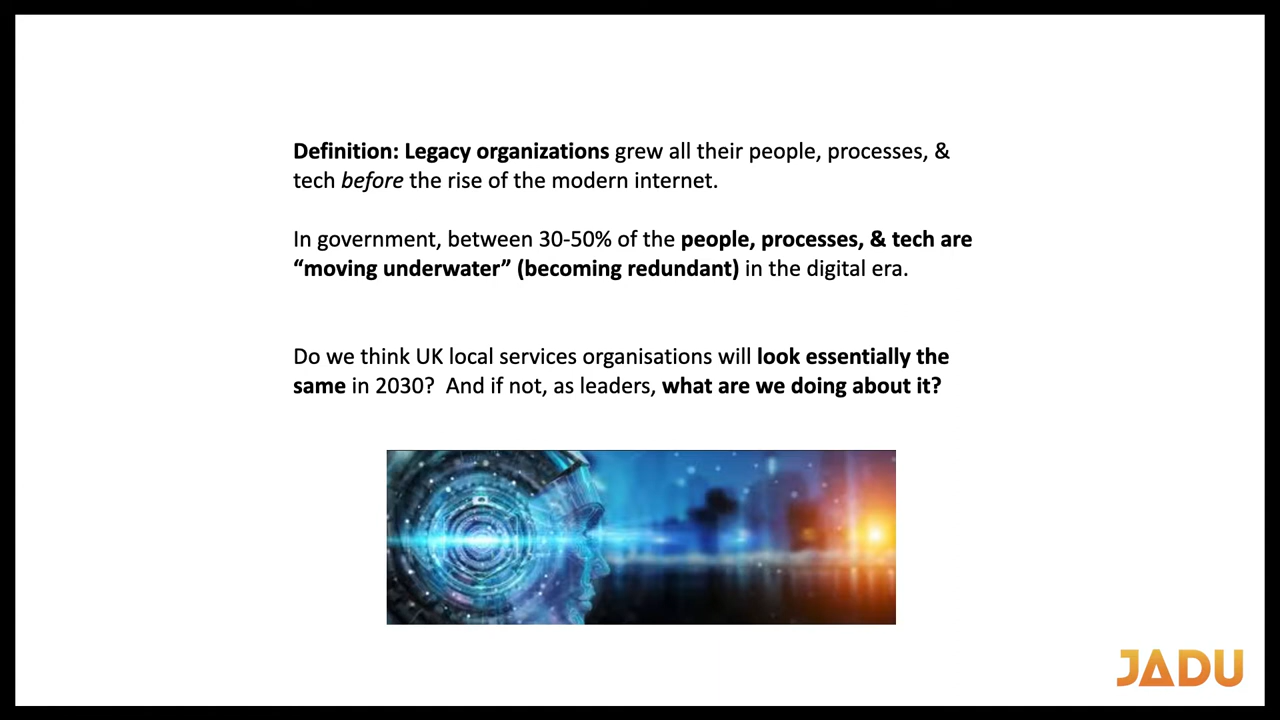 Definition: Legacy organizations grew all their people, processes, &
tech before the rise of the modern internet.
In government, between 30-50% of the people, processes, & tech are
“moving underwater” (becoming redundant) in the digital era.
Do we think UK local services organisations will look essentially the
same in 2030?  And if not, as leaders, what are we doing about it?
JADU